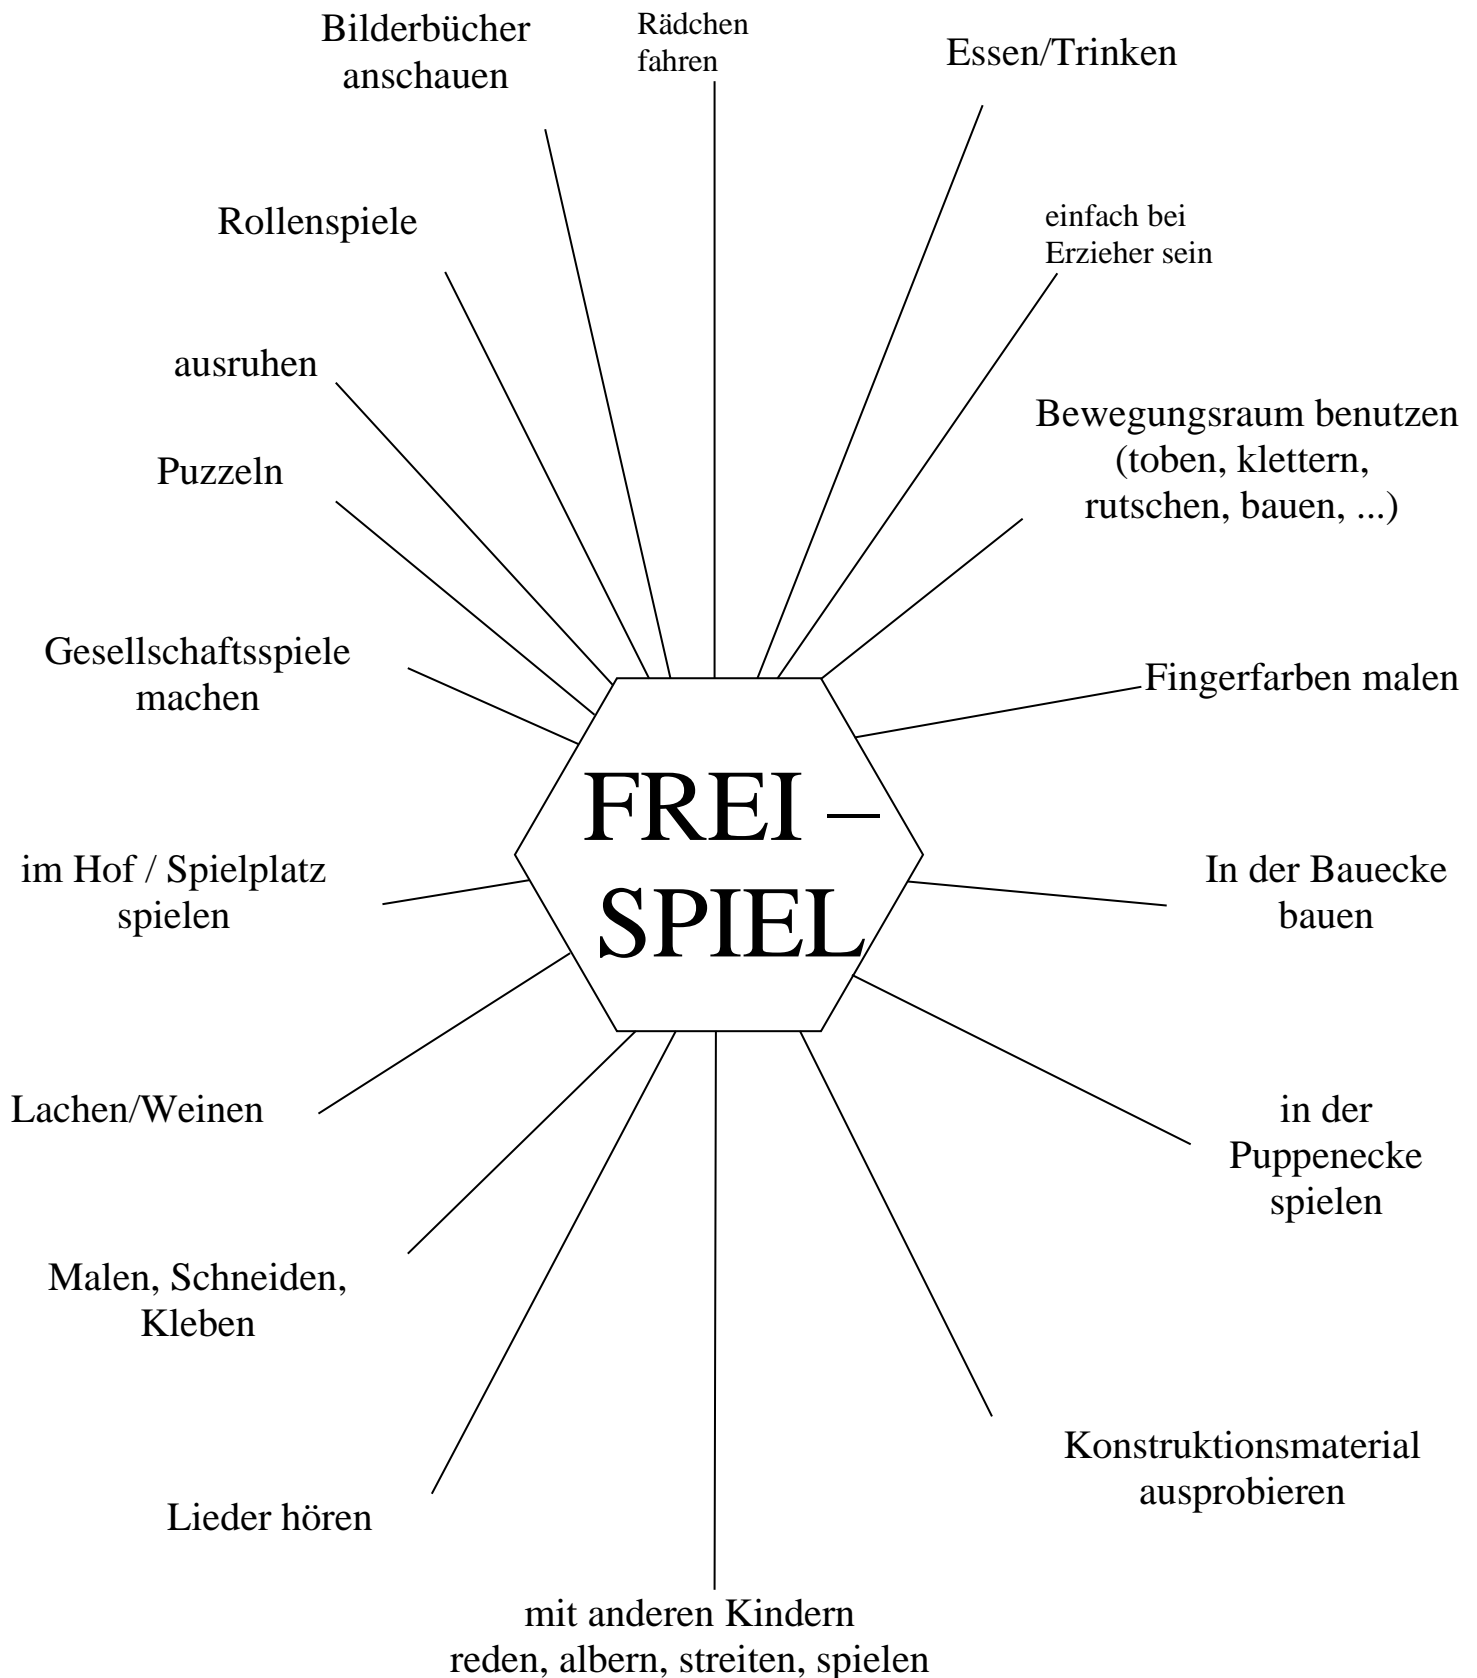 Bilderbücher
anschauen
Rädchen
fahren
Essen/Trinken
Rollenspiele
einfach bei
Erzieher sein
ausruhen
Bewegungsraum benutzen
(toben, klettern,
rutschen, bauen, ...)
Puzzeln
Gesellschaftsspiele
machen
Fingerfarben malen
FREI –
SPIEL
im Hof / Spielplatz
spielen
In der Bauecke
bauen
Lachen/Weinen
in der
Puppenecke
spielen
Malen, Schneiden,
Kleben
Konstruktionsmaterial
ausprobieren
Lieder hören
mit anderen Kindern
reden, albern, streiten, spielen